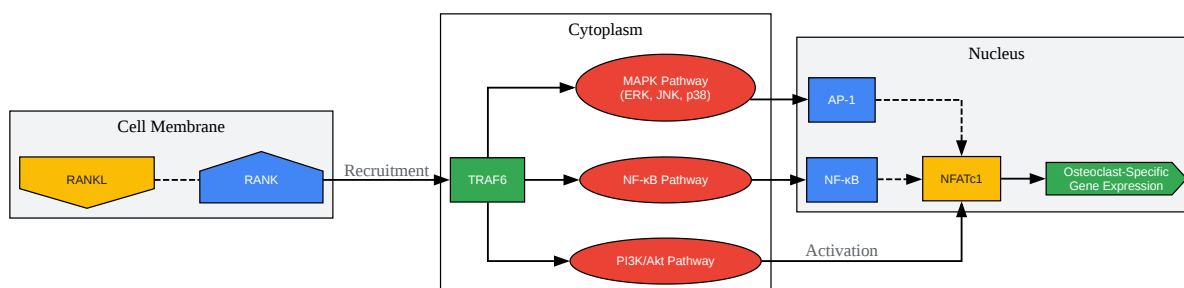 Cell Membrane
RANKL
RANK
Recruitment
Cytoplasm
TRAF6
MAPK Pathway
(ERK, JNK, p38)
NF-κB Pathway
PI3K/Akt Pathway
Activation
Nucleus
AP-1
NF-κB
NFATc1
Osteoclast-Specific
Gene Expression